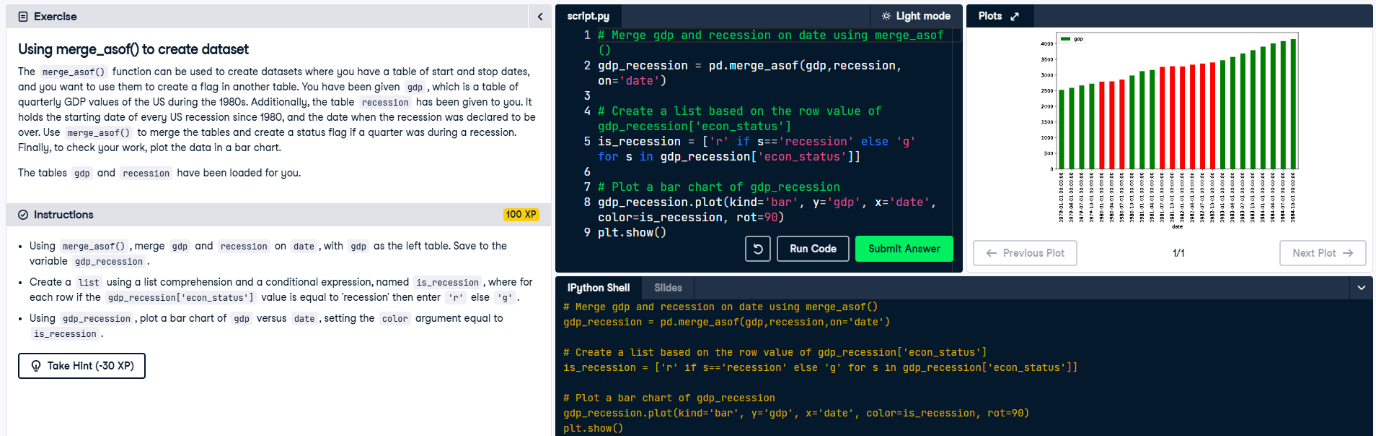 Exercise
Using merge_asof() to create dataset
The merge_asof() function can be used to create datasets where you have a table of start and stop dates,
and you want to use them to create a flag in another table. You have been given gdp, which is a table of
quarterly GDP values of the US during the 1980s. Additionally, the table recession has been given to you. It
holds the starting date of every US recession since 1980, and the date when the recession was declared to be
over. Use merge_asof() to merge the tables and create a status flag if a quarter was during a recession.
Finally, to check your work, plot the data in a bar chart.
The tables gdp and recession have been loaded for you.
Instructions
100 XP
• Using merge_asof(), merge gdp and recession on date, with gdp as the left table. Save to the
variable gdp_recession.
• Create a list using a list comprehension and a conditional expression, named is_recession, where for
each row if the gdp_recession['econ_status'] value is equal to 'recession' then enter 'r' else 'g'.
• Using gdp_recession, plot a bar chart of gdp versus date, setting the color argument equal to
is_recession.
Take Hint (-30 XP)
script.py
Light mode
1 # Merge gdp and recession on date using merge_asof
()
2 gdp_recession = pd.merge_asof(gdp,recession,
on='date')
3
4 # Create a list based on the row value of
gdp_recession['econ_status']
5 is_recession = ['r' if s=='recession' else 'g'
for s in gdp_recession['econ_status']]
6
7 # Plot a bar chart of gdp_recession
8 gdp_recession.plot(kind='bar', y='gdp', x='date',
color=is_recession, rot=90)
9 plt.show()
Run Code
Submit Answer
Plots
gdp
4000
3500
3000
2500
2000
1500
1000
500
0
date
Previous Plot
1/1
Next Plot
IPython Shell
Slides
# Merge gdp and recession on date using merge_asof()
gdp_recession = pd.merge_asof(gdp,recession,on='date')
# Create a list based on the row value of gdp_recession['econ_status']
is_recession = ['r' if s=='recession' else 'g' for s in gdp_recession['econ_status']]
# Plot a bar chart of gdp_recession
gdp_recession.plot(kind='bar', y='gdp', x='date', color=is_recession, rot=90)
plt.show()